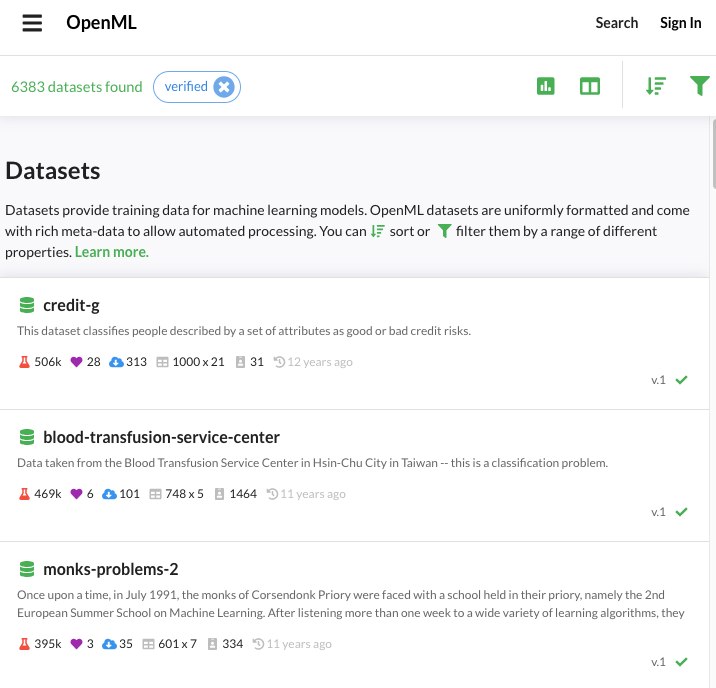 OpenML Search Sign In
6383 datasets found verified
Datasets
Datasets provide training data for machine learning models. OpenML datasets are uniformly formatted and come
with rich meta-data to allow automated processing. You can sort or filter them by a range of different
properties. Learn more.
credit-g
This dataset classifies people described by a set of attributes as good or bad credit risks.
506k 28 313 1000 x 21 31 12 years ago
v.1
blood-transfusion-service-center
Data taken from the Blood Transfusion Service Center in Hsin-Chu City in Taiwan -- this is a classification problem.
469k 6 101 748 x 5 1464 11 years ago
v.1
monks-problems-2
Once upon a time, in July 1991, the monks of Corsendonk Priory were faced with a school held in their priory, namely the 2nd
European Summer School on Machine Learning. After listening more than one week to a wide variety of learning algorithms, they
395k 3 35 601 x 7 334 11 years ago
v.1